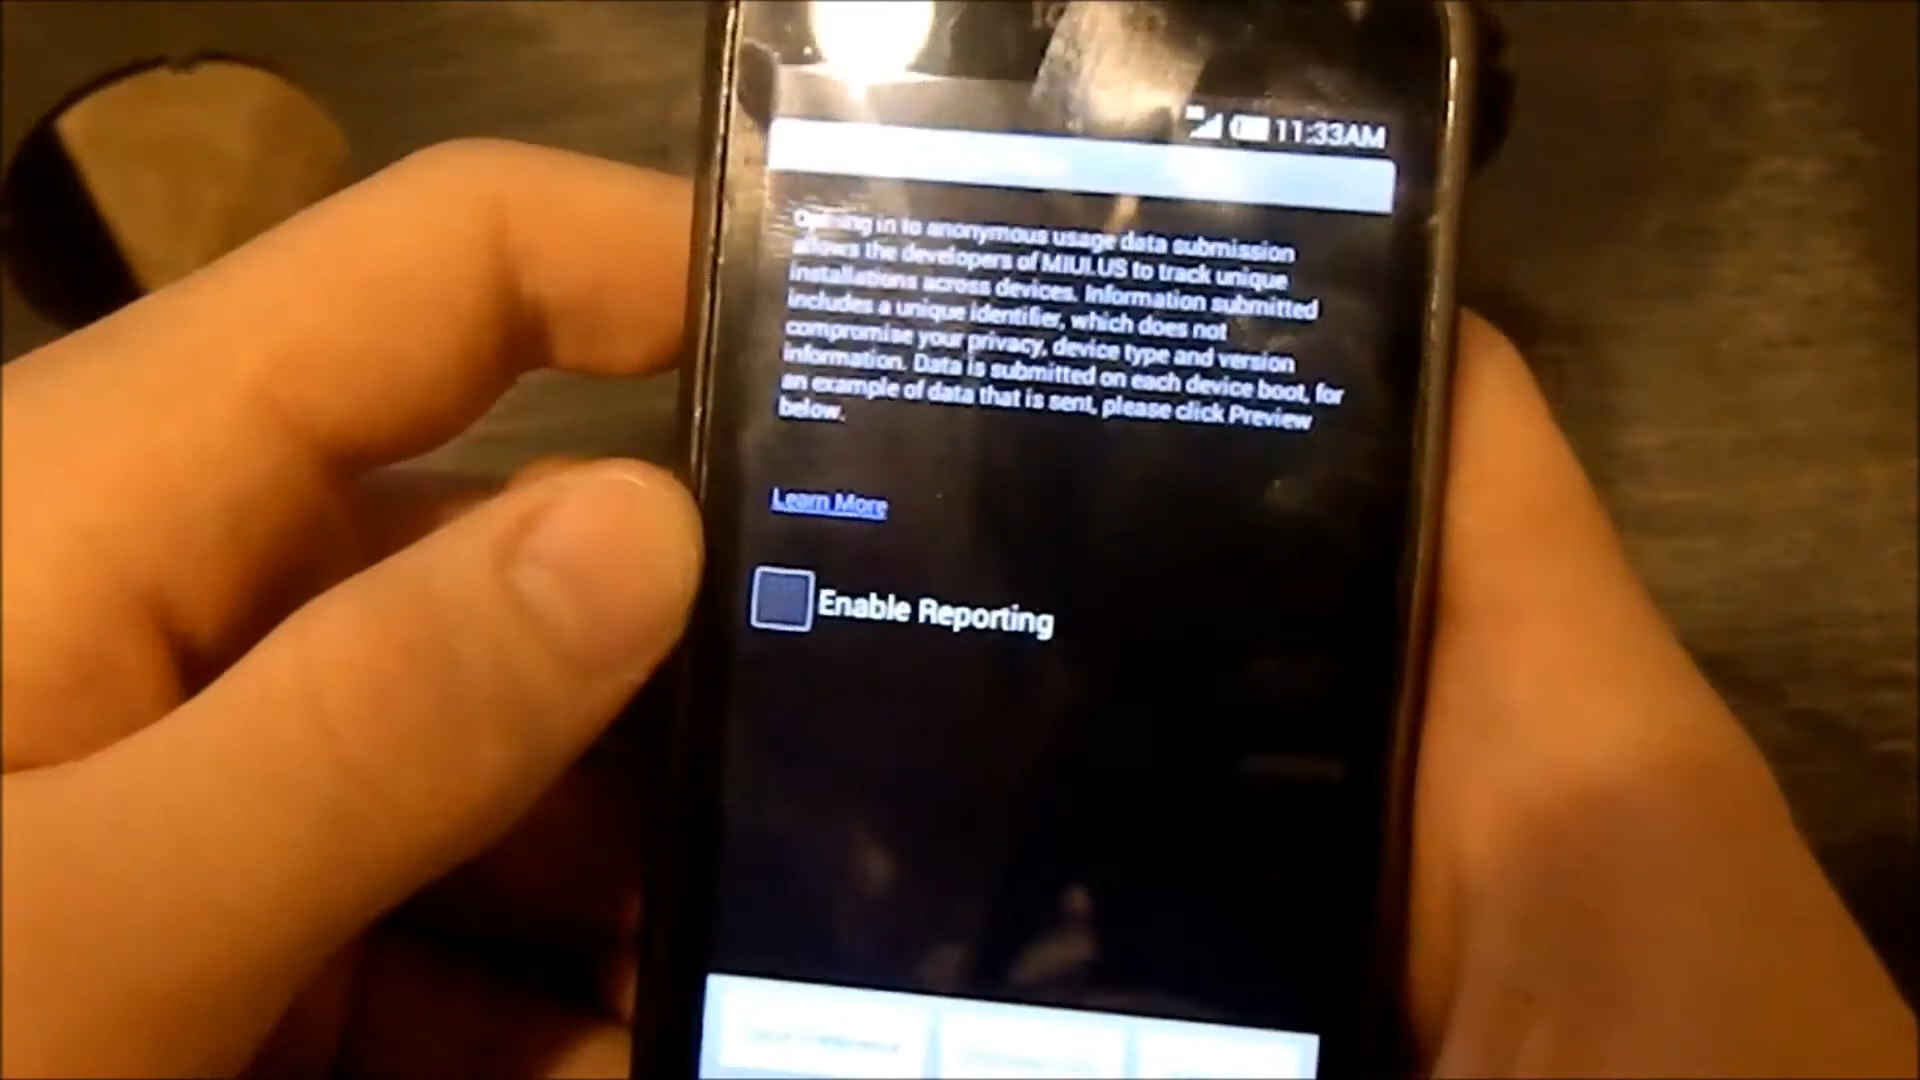 11:33AM
Opting in to anonymous usage data submission
allows the developers of MIUI.US to track unique
installations across devices. Information submitted
includes a unique identifier, which does not
compromise your privacy, device type and version
information. Data is submitted on each device boot, for
an example of data that is sent, please click Preview
below.
Learn More
Enable Reporting